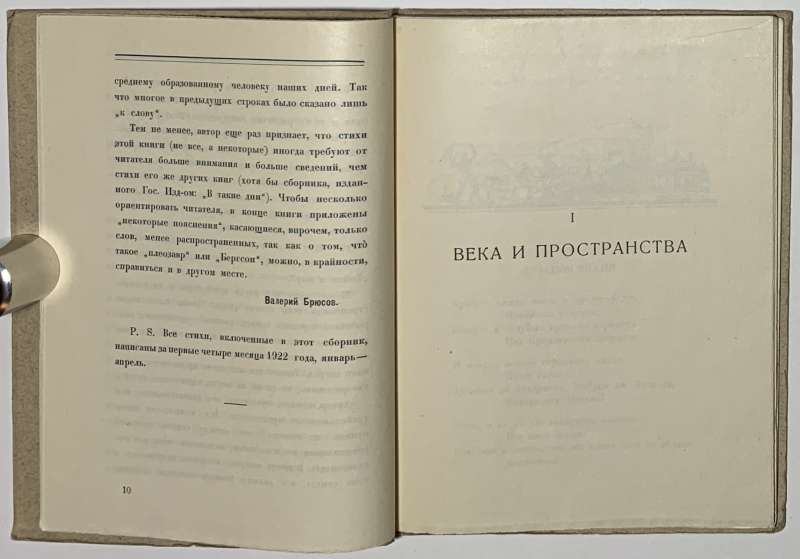 среднему образованному человеку наших дней. Так
что многое в предыдущих строках было сказано лишь
„к слову“.
Тем не менее, автор еще раз признает, что стихи
этой книги (не все, а некоторые) иногда требуют от
читателя больше внимания и больше сведений, чем
стихи его же других книг (хотя бы сборника, издан-
ного Гос. Изд-ом: „В такие дни“). Чтобы несколько
ориентировать читателя, в конце книги приложены
„некоторые пояснения“, касающиеся, впрочем, только
слов, менее распространенных, так как о том, что̀
такое „плеозавр“ или „Бергсон“, можно, в крайности,
справиться и в другом месте.
Валерий Брюсов.
P. S. Все стихи, включенные в этот сборник,
написаны за первые четыре месяца 1922 года, январь—
апрель.
10
I
ВЕКА И ПРОСТРАНСТВА